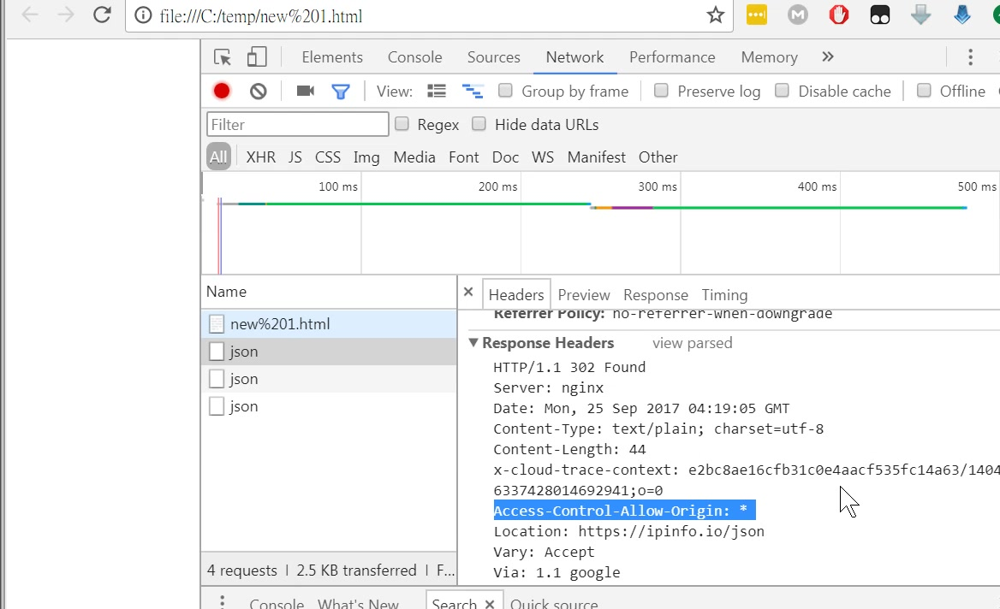 file:///C:/temp/new%201.html
Elements Console Sources Network Performance Memory »
View: Group by frame Preserve log Disable cache Offline
Filter Regex Hide data URLs
All XHR JS CSS Img Media Font Doc WS Manifest Other
100 ms 200 ms 300 ms 400 ms 500 ms
Name
new%201.html
json
json
json
4 requests | 2.5 KB transferred | F...
× Headers Preview Response Timing
Referrer Policy: no-referrer-when-downgrade
▼ Response Headers view parsed
HTTP/1.1 302 Found
Server: nginx
Date: Mon, 25 Sep 2017 04:19:05 GMT
Content-Type: text/plain; charset=utf-8
Content-Length: 44
x-cloud-trace-context: e2bc8ae16cfb31c0e4aacf535fc14a63/1404
6337428014692941;o=0
Access-Control-Allow-Origin: *
Location: https://ipinfo.io/json
Vary: Accept
Via: 1.1 google
Console What's New Search × Quick source